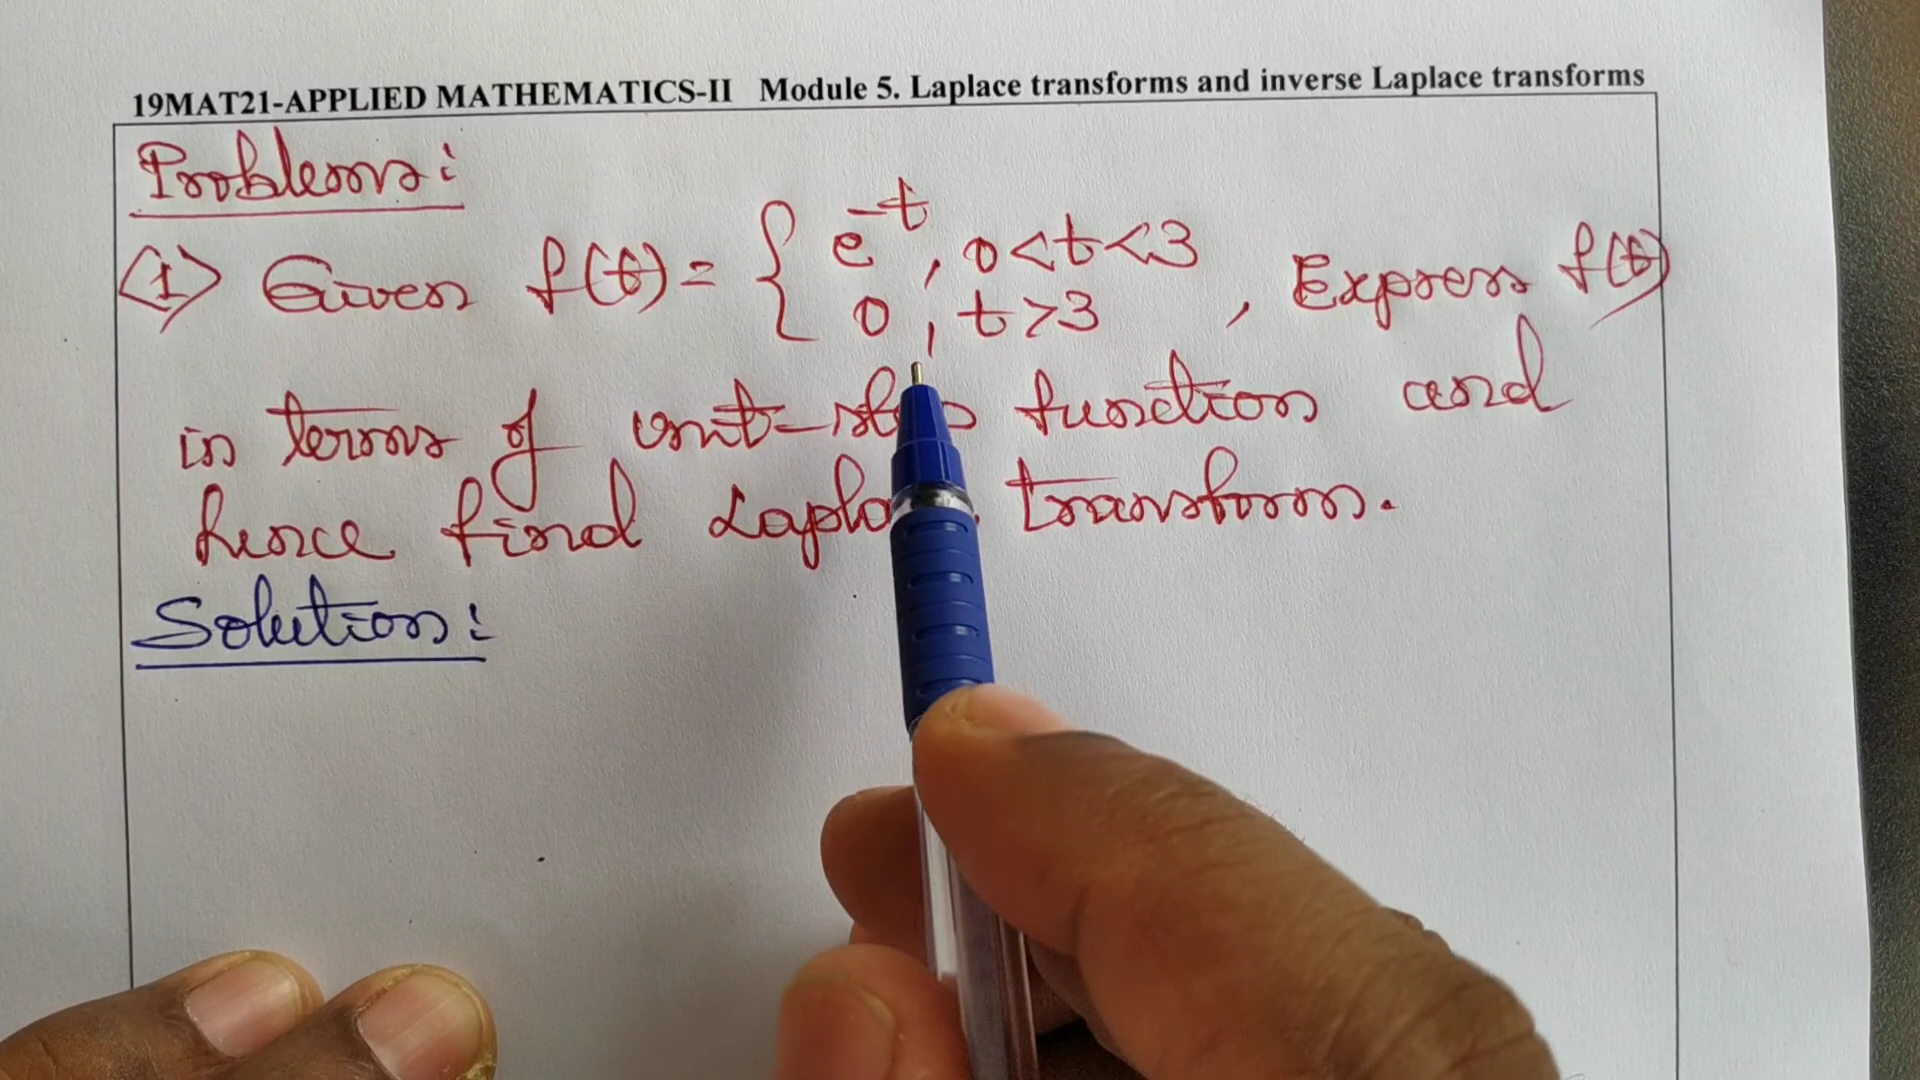 19MAT21-APPLIED MATHEMATICS-II Module 5. Laplace transforms and inverse Laplace transforms
Problems:
<1> Given f(t) = { e^-t, 0<t<3
0, t>3 , Express f(t)
in terms of unit-step function and
hence find Laplace transform.
Solution: